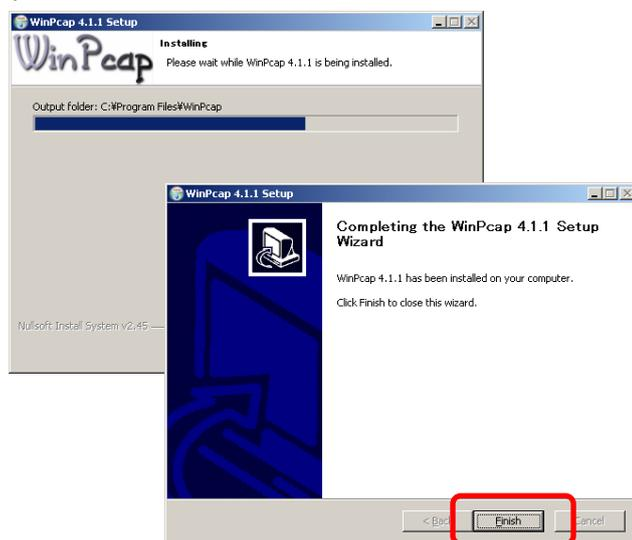 WinPcap 4.1.1 Setup
WinPcap
Installing
Please wait while WinPcap 4.1.1 is being installed.
Output folder: C:¥Program Files¥WinPcap
Nullsoft Install System v2.45
WinPcap 4.1.1 Setup
Completing the WinPcap 4.1.1 Setup
Wizard
WinPcap 4.1.1 has been installed on your computer.
Click Finish to close this wizard.
< Back
Finish
Cancel